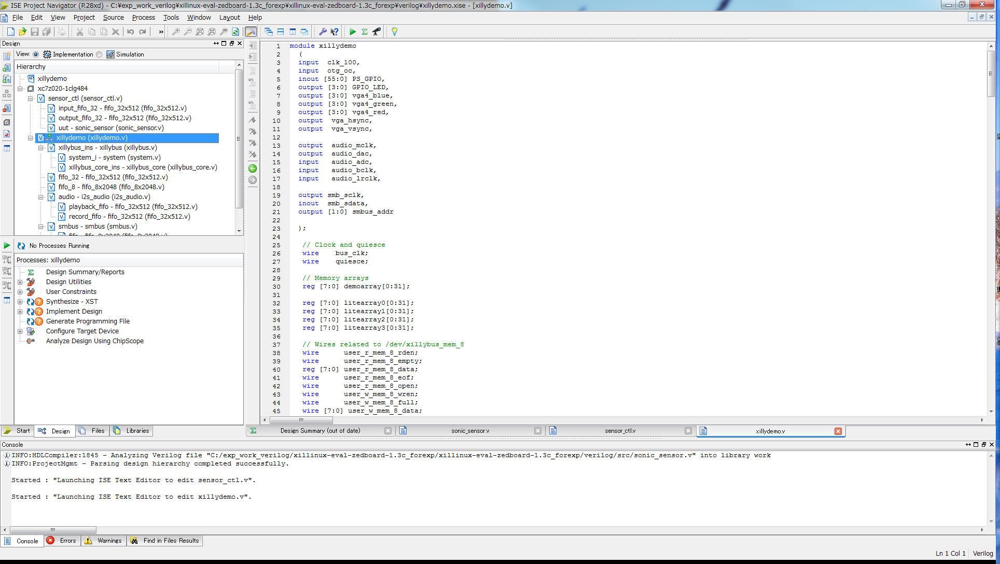 ISE Project Navigator (P.28xd) - C:¥exp_work_verilog¥xillinux-eval-zedboard-1.3c_forexp¥xillinux-eval-zedboard-1.3c_forexp¥verilog¥xillydemo.xise - [xillydemo.v]
File Edit View Project Source Process Tools Window Layout Help
Design
View: Implementation Simulation
Hierarchy
xillydemo
xc7z020-1clg484
sensor_ctl (sensor_ctl.v)
input_fifo_32 - fifo_32x512 (fifo_32x512.v)
output_fifo_32 - fifo_32x512 (fifo_32x512.v)
uut - sonic_sensor (sonic_sensor.v)
xillydemo (xillydemo.v)
xillybus_ins - xillybus (xillybus.v)
system_i - system (system.v)
xillybus_core_ins - xillybus_core (xillybus_core.v)
fifo_32 - fifo_32x512 (fifo_32x512.v)
fifo_8 - fifo_8x2048 (fifo_8x2048.v)
audio - i2s_audio (i2s_audio.v)
playback_fifo - fifo_32x512 (fifo_32x512.v)
record_fifo - fifo_32x512 (fifo_32x512.v)
smbus - smbus (smbus.v)
fifo - fifo_8x2048 (fifo_8x2048.v)
No Processes Running
Processes: xillydemo
Design Summary/Reports
Design Utilities
User Constraints
Synthesize - XST
Implement Design
Generate Programming File
Configure Target Device
Analyze Design Using ChipScope
Start Design Files Libraries
1 module xillydemo
2 (
3 input clk_100,
4 input otg_oc,
5 inout [55:0] PS_GPIO,
6 output [3:0] GPIO_LED,
7 output [3:0] vga4_blue,
8 output [3:0] vga4_green,
9 output [3:0] vga4_red,
10 output vga_hsync,
11 output vga_vsync,
12
13 output audio_mclk,
14 output audio_dac,
15 input audio_adc,
16 input audio_bclk,
17 input audio_lrclk,
18
19 output smb_sclk,
20 inout smb_sdata,
21 output [1:0] smbus_addr
22
23 );
24
25 // Clock and quiesce
26 wire bus_clk;
27 wire quiesce;
28
29 // Memory arrays
30 reg [7:0] demoarray[0:31];
31
32 reg [7:0] litearray0[0:31];
33 reg [7:0] litearray1[0:31];
34 reg [7:0] litearray2[0:31];
35 reg [7:0] litearray3[0:31];
36
37 // Wires related to /dev/xillybus_mem_8
38 wire user_r_mem_8_rden;
39 wire user_r_mem_8_empty;
40 reg [7:0] user_r_mem_8_data;
41 wire user_r_mem_8_eof;
42 wire user_r_mem_8_open;
43 wire user_w_mem_8_wren;
44 wire user_w_mem_8_full;
45 wire [7:0] user_w_mem_8_data;
Design Summary (out of date) sonic_sensor.v sensor_ctl.v xillydemo.v
Console
INFO:HDLCompiler:1845 - Analyzing Verilog file "C:/exp_work_verilog/xillinux-eval-zedboard-1.3c_forexp/xillinux-eval-zedboard-1.3c_forexp/verilog/src/sonic_sensor.v" into library work
INFO:ProjectMgmt - Parsing design hierarchy completed successfully.
Started : "Launching ISE Text Editor to edit sensor_ctl.v".
Started : "Launching ISE Text Editor to edit xillydemo.v".
Console Errors Warnings Find in Files Results
Ln 1 Col 1 Verilog